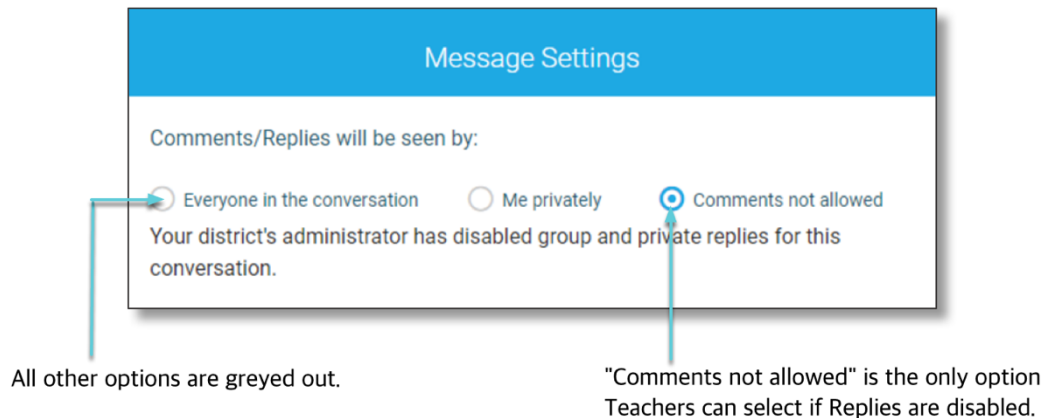 Message Settings
Comments/Replies will be seen by:
Everyone in the conversation Me privately Comments not allowed
Your district's administrator has disabled group and private replies for this
conversation.
All other options are greyed out.
"Comments not allowed" is the only option
Teachers can select if Replies are disabled.